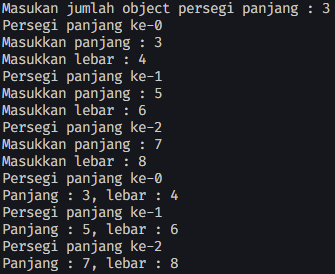 Masukan jumlah object persegi panjang : 3
Persegi panjang ke-0
Masukkan panjang : 3
Masukkan lebar : 4
Persegi panjang ke-1
Masukkan panjang : 5
Masukkan lebar : 6
Persegi panjang ke-2
Masukkan panjang : 7
Masukkan lebar : 8
Persegi panjang ke-0
Panjang : 3, lebar : 4
Persegi panjang ke-1
Panjang : 5, lebar : 6
Persegi panjang ke-2
Panjang : 7, lebar : 8